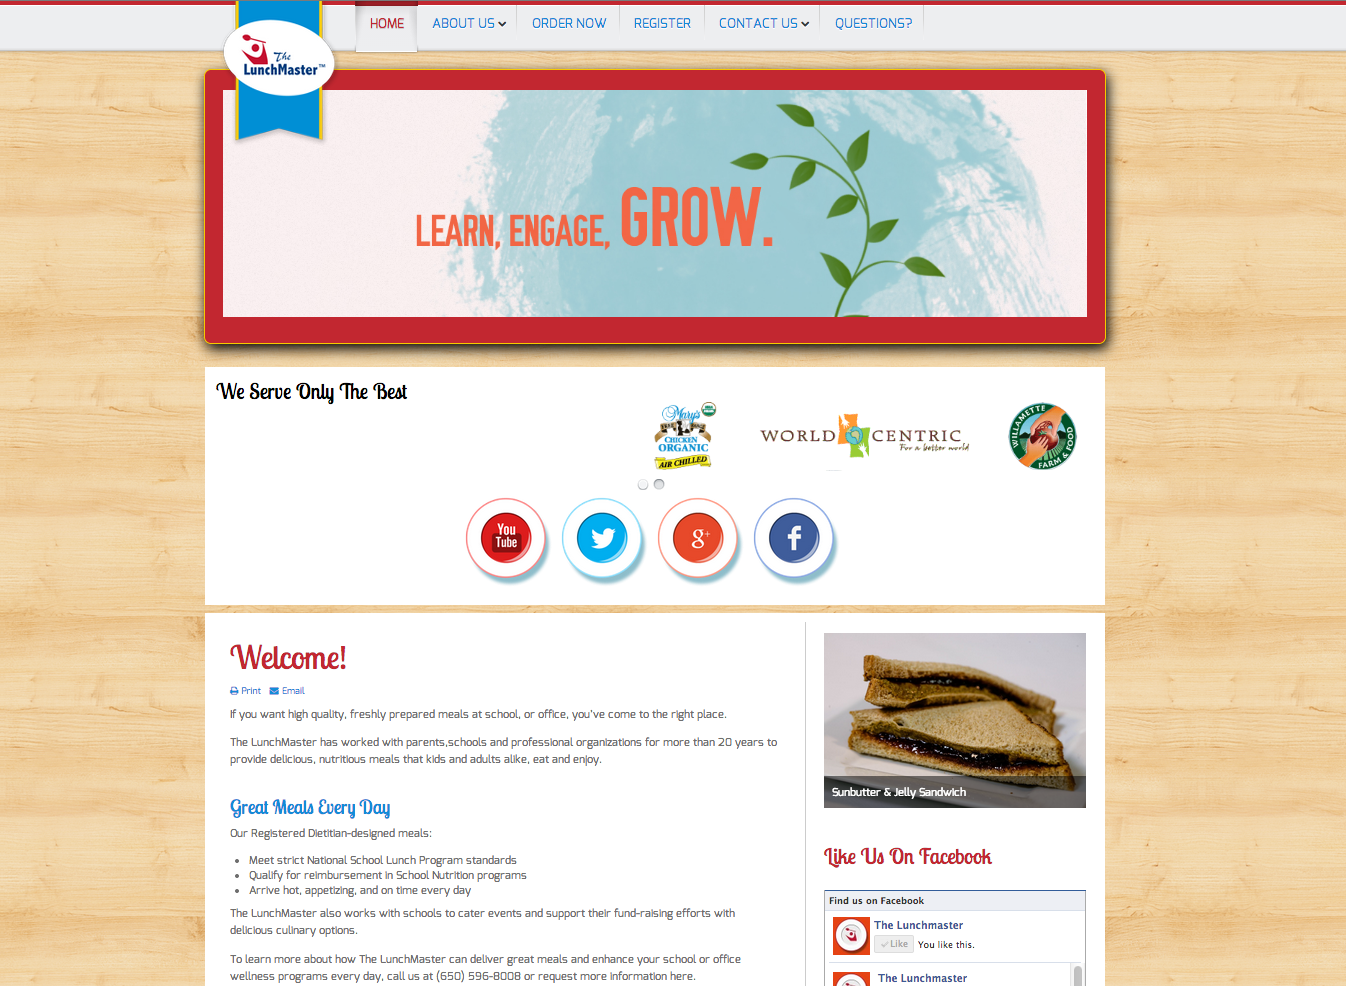 HOME
ABOUT US
ORDER NOW
REGISTER
CONTACT US
QUESTIONS?
The
LunchMaster™
LEARN, ENGAGE, GROW.
We Serve Only The Best
Mary's
FREE RANGE
CHICKEN
ORGANIC
AIR CHILLED
WORLD CENTRIC
For a better world
WILLAMETTE
FARM & FOOD
You
Tube
g+
f
Welcome!
Print Email
If you want high quality, freshly prepared meals at school, or office, you've come to the right place.
The LunchMaster has worked with parents,schools and professional organizations for more than 20 years to
provide delicious, nutritious meals that kids and adults alike, eat and enjoy.
Great Meals Every Day
Our Registered Dietitian-designed meals:
• Meet strict National School Lunch Program standards
• Qualify for reimbursement in School Nutrition programs
• Arrive hot, appetizing, and on time every day
The LunchMaster also works with schools to cater events and support their fund-raising efforts with
delicious culinary options.
To learn more about how The LunchMaster can deliver great meals and enhance your school or office
wellness programs every day, call us at (650) 596-8008 or request more information here.
Sunbutter & Jelly Sandwich
Like Us On Facebook
Find us on Facebook
The Lunchmaster
Like You like this.
The Lunchmaster